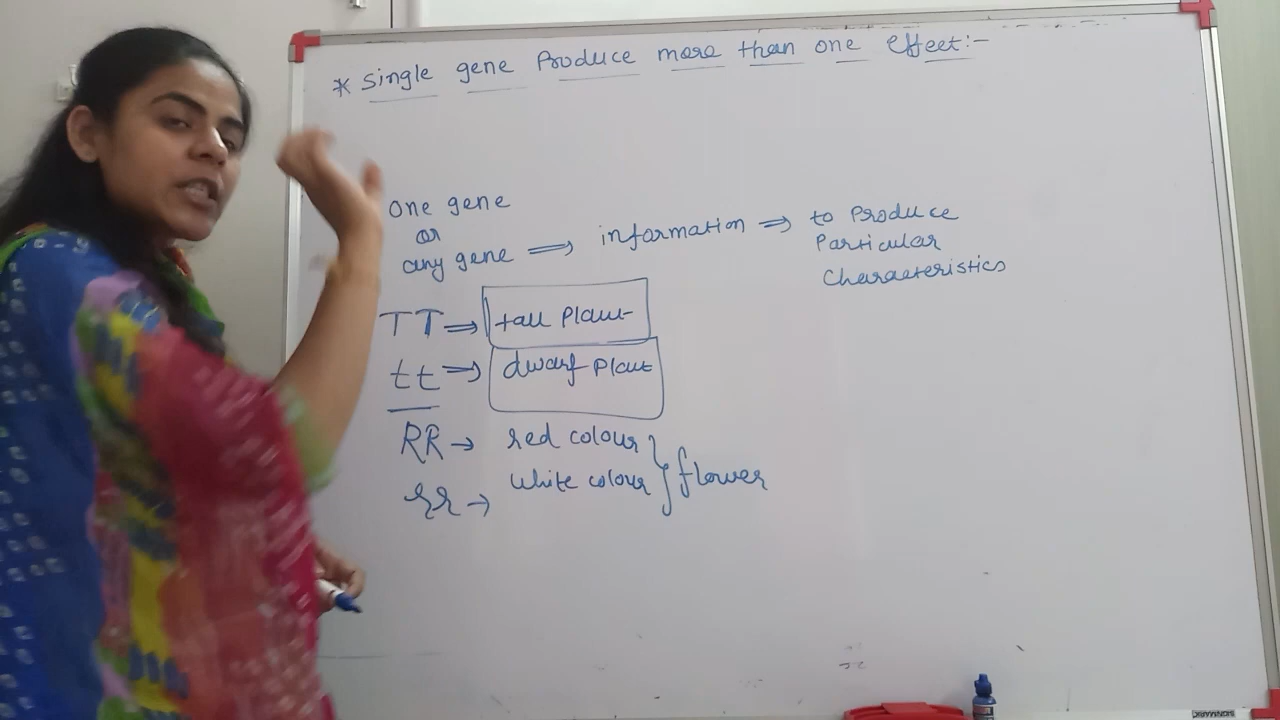 * Single gene Produce more than one effect:-
one gene
or
any gene ⇒ information ⇒ to Produce
Particular
Characteristics
TT ⇒ tall Plant
tt ⇒ dwarf Plant
RR → red colour
rr → White colour } flower